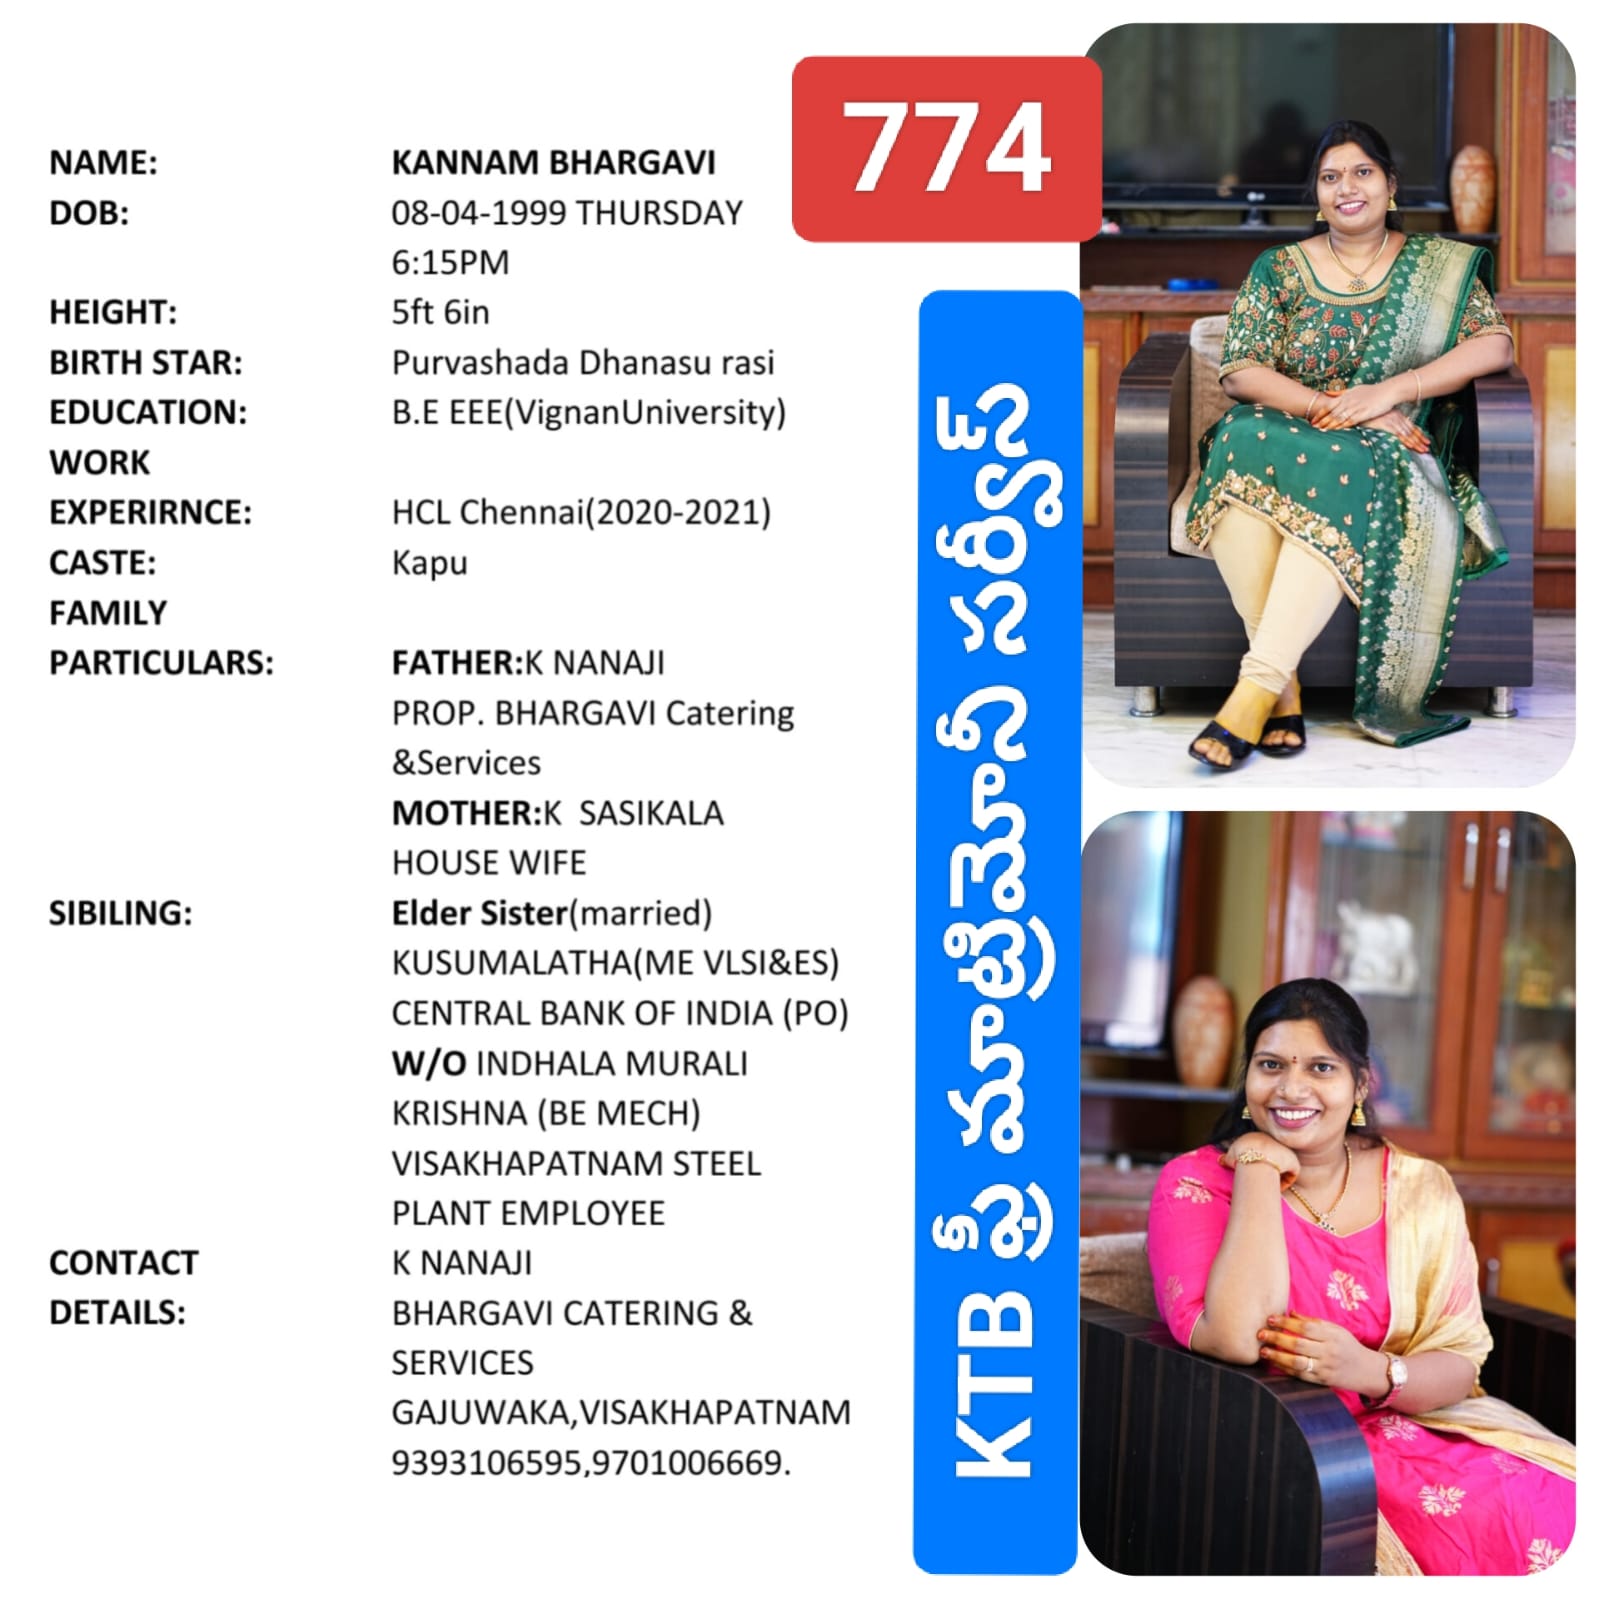 774
NAME: KANNAM BHARGAVI
DOB: 08-04-1999 THURSDAY
6:15PM
HEIGHT: 5ft 6in
BIRTH STAR: Purvashada Dhanasu rasi
EDUCATION: B.E EEE(VignanUniversity)
WORK
EXPERIRNCE: HCL Chennai(2020-2021)
CASTE: Kapu
FAMILY
PARTICULARS: FATHER:K NANAJI
PROP. BHARGAVI Catering
&Services
MOTHER:K  SASIKALA
HOUSE WIFE
SIBILING: Elder Sister(married)
KUSUMALATHA(ME VLSI&ES)
CENTRAL BANK OF INDIA (PO)
W/O INDHALA MURALI
KRISHNA (BE MECH)
VISAKHAPATNAM STEEL
PLANT EMPLOYEE
CONTACT K NANAJI
DETAILS: BHARGAVI CATERING &
SERVICES
GAJUWAKA,VISAKHAPATNAM
9393106595,9701006669.
KTB ఫ్రీ మాట్రిమోని సర్వీస్